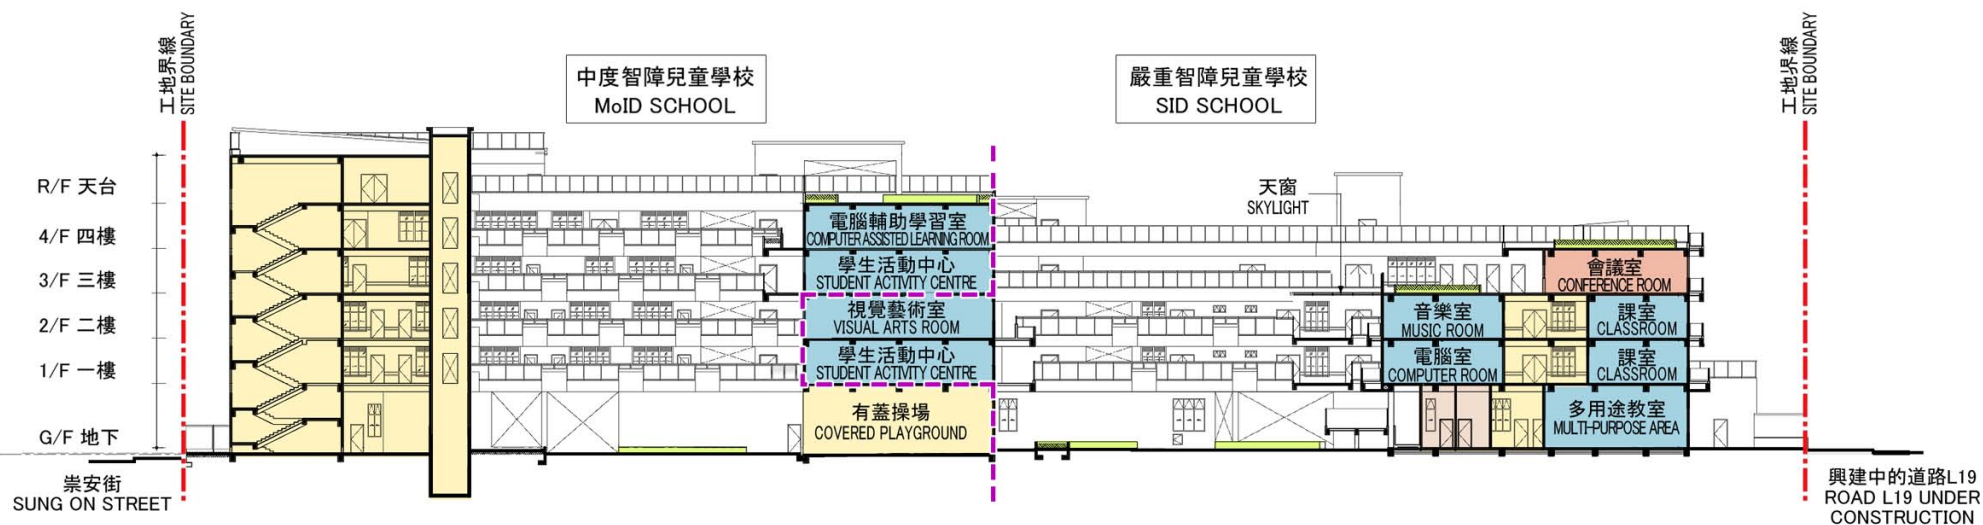 工地界線
SITE BOUNDARY
中度智障兒童學校
MoID SCHOOL
嚴重智障兒童學校
SID SCHOOL
工地界線
SITE BOUNDARY
R/F 天台
4/F 四樓
3/F 三樓
2/F 二樓
1/F 一樓
G/F 地下
天窗
SKYLIGHT
電腦輔助學習室
COMPUTER ASSISTED LEARNING ROOM
學生活動中心
STUDENT ACTIVITY CENTRE
視覺藝術室
VISUAL ARTS ROOM
學生活動中心
STUDENT ACTIVITY CENTRE
有蓋操場
COVERED PLAYGROUND
會議室
CONFERENCE ROOM
音樂室
MUSIC ROOM
課室
CLASSROOM
電腦室
COMPUTER ROOM
課室
CLASSROOM
多用途教室
MULTI-PURPOSE AREA
崇安街
SUNG ON STREET
興建中的道路L19
ROAD L19 UNDER
CONSTRUCTION